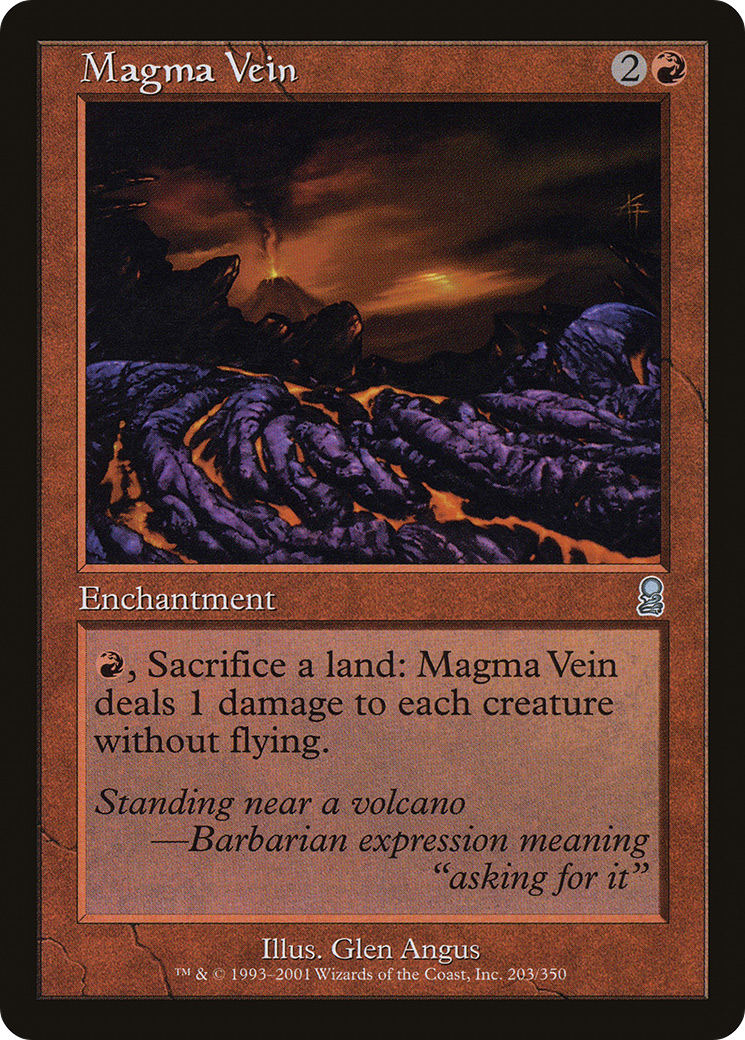 Magma Vein
2
Enchantment
, Sacrifice a land: Magma Vein
deals 1 damage to each creature
without flying.
Standing near a volcano
—Barbarian expression meaning
“asking for it”
Illus. Glen Angus
™ & © 1993–2001 Wizards of the Coast, Inc. 203/350